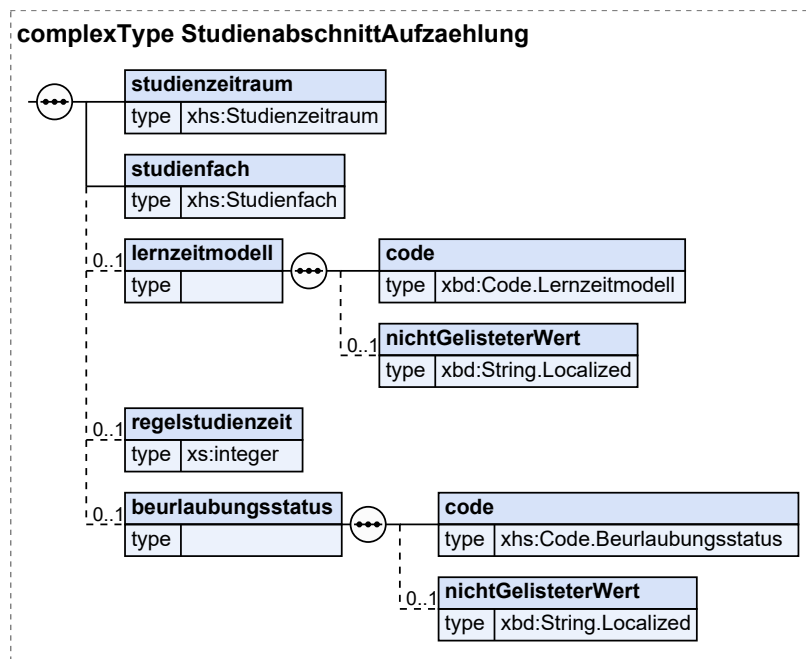 complexType StudienabschnittAufzaehlung
studienzeitraum
type xhs:Studienzeitraum
studienfach
type xhs:Studienfach
0..1 lernzeitmodell
type
code
type xbd:Code.Lernzeitmodell
0..1 nichtGelisteterWert
type xbd:String.Localized
0..1 regelstudienzeit
type xs:integer
0..1 beurlaubungsstatus
type
code
type xhs:Code.Beurlaubungsstatus
0..1 nichtGelisteterWert
type xbd:String.Localized